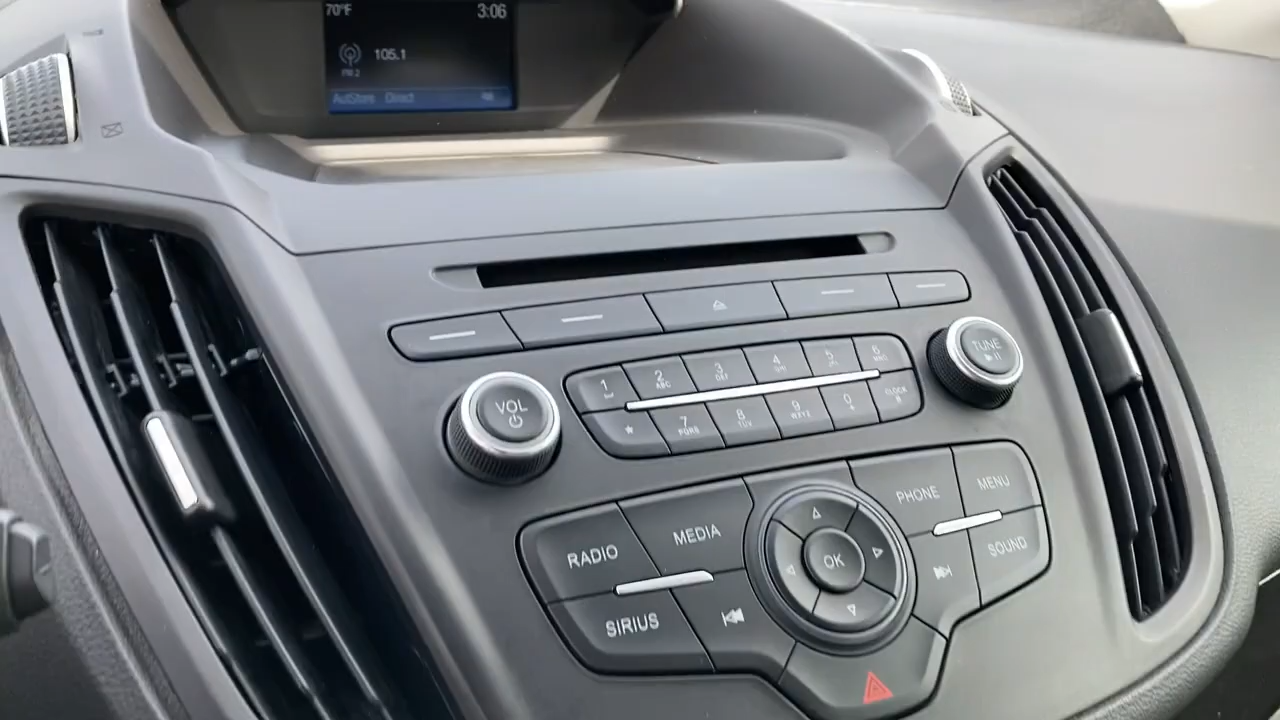 70°F 3:06
105.1
FM 2
AutoStore Direct
1 2 ABC 3 DEF 4 GHI 5 JKL 6 MNO
VOL
TUNE
* 7 PQRS 8 TUV 9 WXYZ 0 + CLOCK
RADIO MEDIA OK PHONE MENU
SIRIUS SOUND